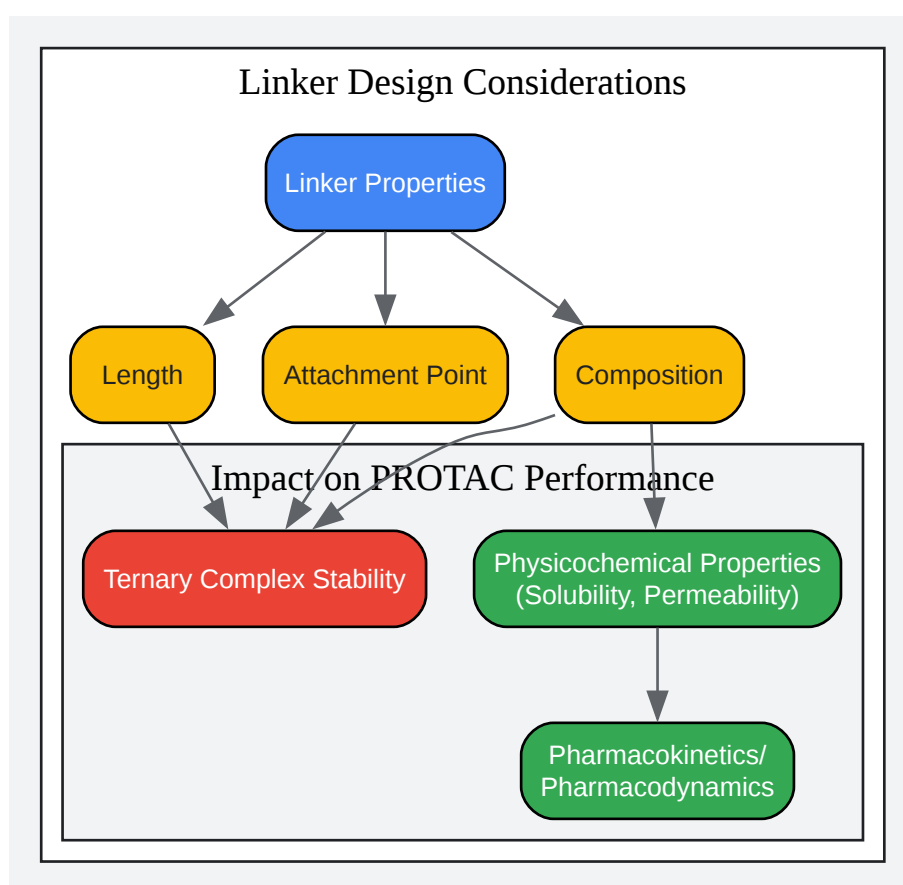 Linker Design Considerations
Linker Properties
Length
Attachment Point
Composition
Impact on PROTAC Performance
Ternary Complex Stability
Physicochemical Properties
(Solubility, Permeability)
Pharmacokinetics/
Pharmacodynamics